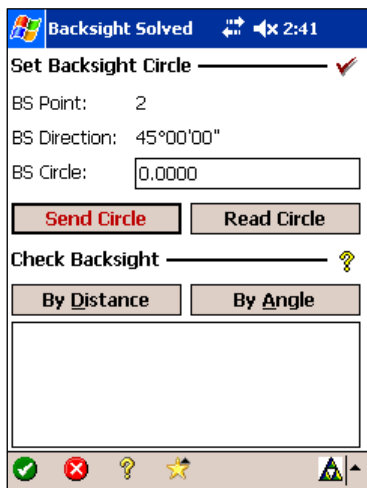 Backsight Solved 2:41
Set Backsight Circle
BS Point: 2
BS Direction: 45°00'00"
BS Circle: 0.0000
Send Circle Read Circle
Check Backsight
By Distance By Angle